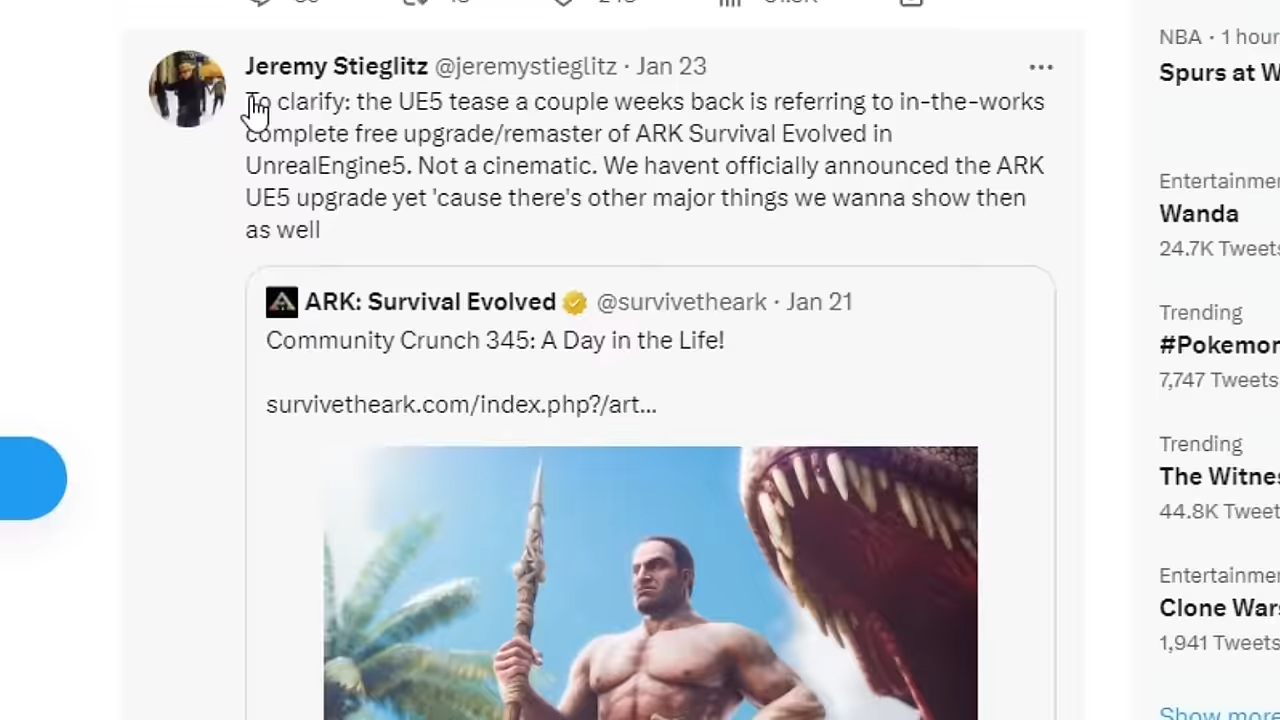 Jeremy Stieglitz @jeremystieglitz · Jan 23
To clarify: the UE5 tease a couple weeks back is referring to in-the-works
complete free upgrade/remaster of ARK Survival Evolved in
UnrealEngine5. Not a cinematic. We havent officially announced the ARK
UE5 upgrade yet 'cause there's other major things we wanna show then
as well
ARK: Survival Evolved @survivetheark · Jan 21
Community Crunch 345: A Day in the Life!
survivetheark.com/index.php?/art...
NBA · 1 hour
Spurs at W
Entertainme
Wanda
24.7K Tweets
Trending
#Pokemon
7,747 Tweets
Trending
The Witnes
44.8K Tweet
Entertainme
Clone Wars
1,941 Tweets
Show more